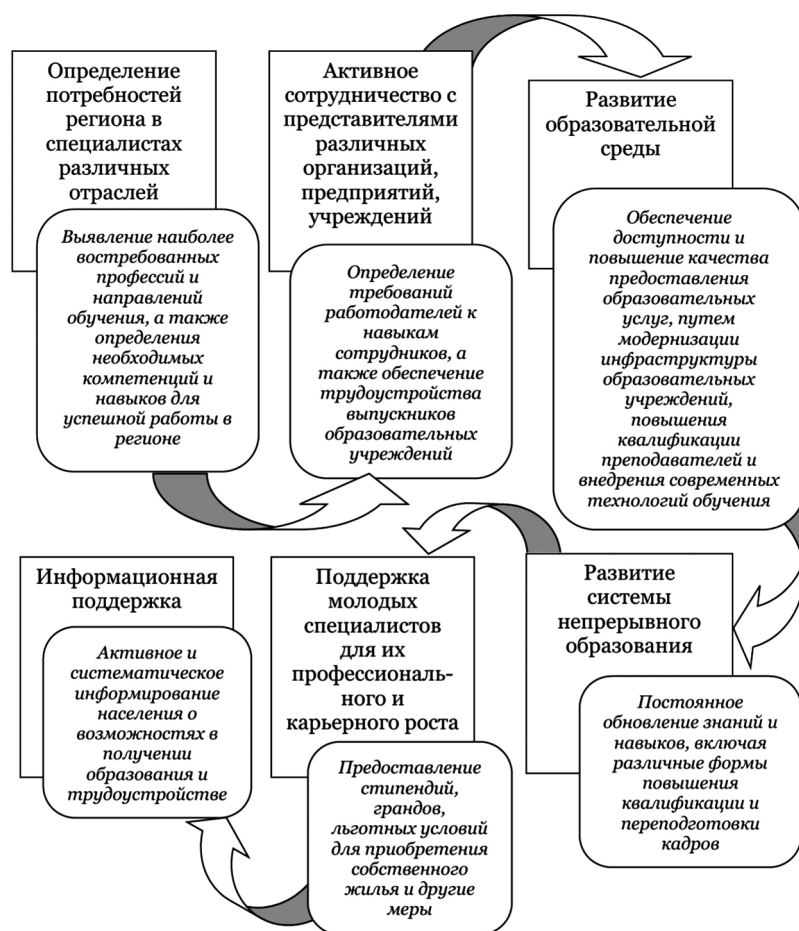 Определение
потребностей
региона в
специалистах
различных
отраслей
Выявление наиболее
востребованных
профессий и
направлений
обучения, а также
определения
необходимых
компетенций и
навыков для
успешной работы в
регионе
Активное
сотрудничество с
представителями
различных
организаций,
предприятий,
учреждений
Определение
требований
работодателей к
навыкам
сотрудников, а
также обеспечение
трудоустройства
выпускников
образовательных
учреждений
Развитие
образовательной
среды
Обеспечение
доступности и
повышение качества
предоставления
образовательных
услуг, путем
модернизации
инфраструктуры
образовательных
учреждений,
повышения
квалификации
преподавателей и
внедрения современных
технологий обучения
Информационная
поддержка
Активное и
систематическое
информирование
населения о
возможностях в
получении
образования и
трудоустройстве
Поддержка
молодых
специалистов
для их
профессиональ-
ного и
карьерного роста
Предоставление
стипендий,
грандов,
льготных условий
для приобретения
собственного
жилья и другие
меры
Развитие
системы
непрерывного
образования
Постоянное
обновление знаний и
навыков, включая
различные формы
повышения
квалификации и
переподготовки
кадров